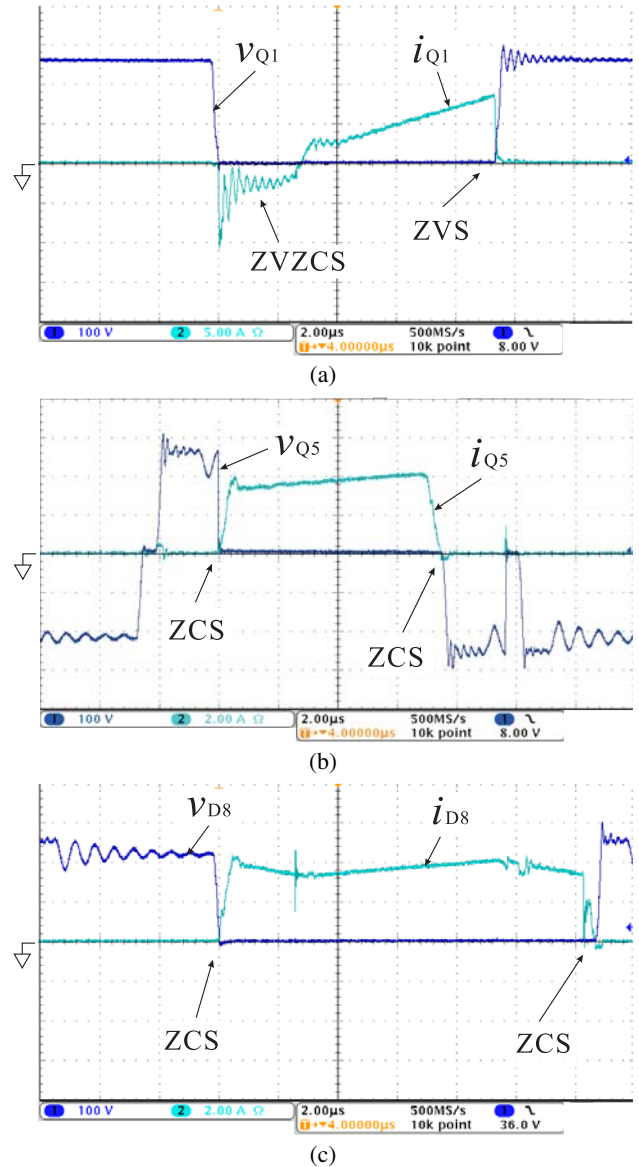 vQ1
iQ1
ZVZCS
ZVS
1 100 V 2 5.00 A Ω 2.00μs 500MS/s 1
T→▼4.00000μs 10k point 8.00 V
(a)
vQ5
iQ5
ZCS
ZCS
1 100 V 2 2.00 A Ω 2.00μs 500MS/s 1
T→▼4.00000μs 10k point 8.00 V
(b)
vD8
iD8
ZCS
ZCS
1 100 V 2 2.00 A Ω 2.00μs 500MS/s 1
T→▼4.00000μs 10k point 36.0 V
(c)